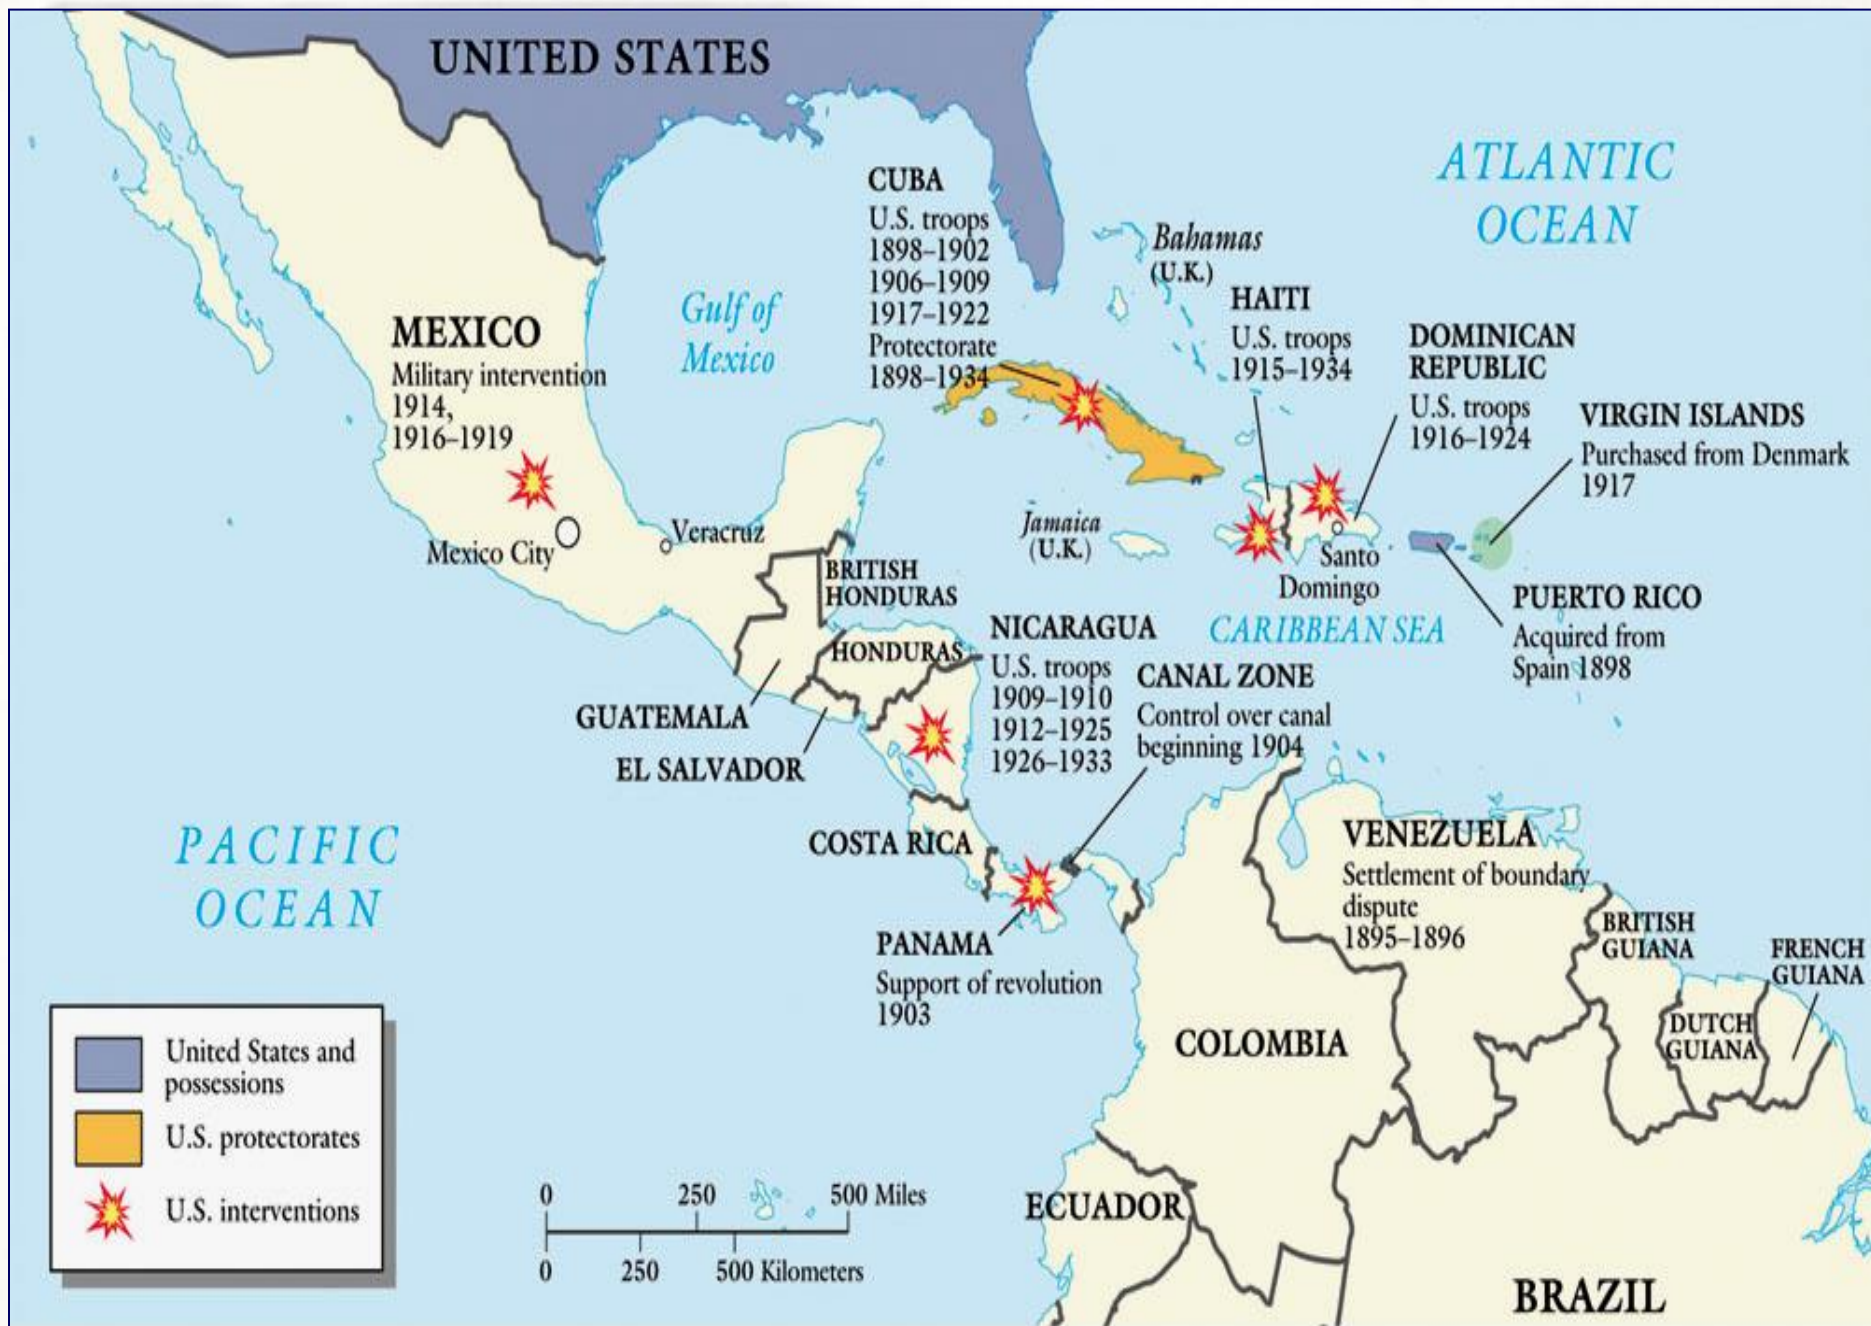 UNITED STATES
ATLANTIC
OCEAN
CUBA
U.S. troops
1898–1902
1906–1909
1917–1922
Protectorate
1898–1934
Bahamas
(U.K.)
HAITI
U.S. troops
1915–1934
DOMINICAN
REPUBLIC
U.S. troops
1916–1924
VIRGIN ISLANDS
Purchased from Denmark
1917
Gulf of
Mexico
MEXICO
Military intervention
1914,
1916–1919
Mexico City
Veracruz
Jamaica
(U.K.)
Santo
Domingo
PUERTO RICO
Acquired from
Spain 1898
CARIBBEAN SEA
BRITISH
HONDURAS
HONDURAS
NICARAGUA
U.S. troops
1909–1910
1912–1925
1926–1933
CANAL ZONE
Control over canal
beginning 1904
GUATEMALA
EL SALVADOR
COSTA RICA
PACIFIC
OCEAN
PANAMA
Support of revolution
1903
VENEZUELA
Settlement of boundary
dispute
1895–1896
BRITISH
GUIANA
FRENCH
GUIANA
DUTCH
GUIANA
COLOMBIA
ECUADOR
BRAZIL
United States and
possessions
U.S. protectorates
U.S. interventions
0 250 500 Miles
0 250 500 Kilometers